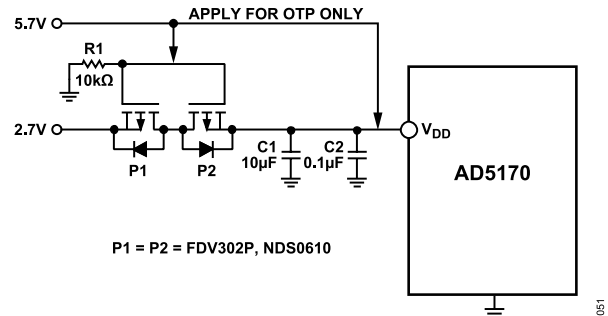 5.7V
APPLY FOR OTP ONLY
R1
10kΩ
2.7V
P1
P2
C1
10µF
C2
0.1µF
VDD
AD5170
P1 = P2 = FDV302P, NDS0610
051